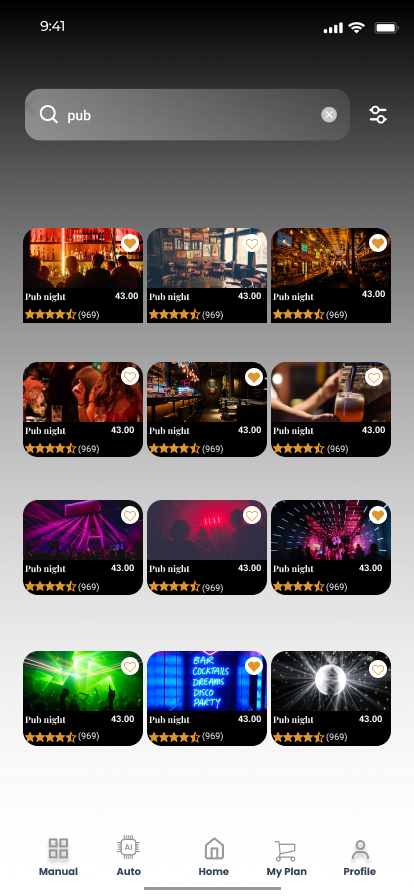 9:41
pub
Pub night 43.00 Pub night 43.00 Pub night 43.00
(969) (969) (969)
Pub night 43.00 Pub night 43.00 Pub night 43.00
(969) (969) (969)
Pub night 43.00 Pub night 43.00 Pub night 43.00
(969) (969) (969)
BAR
COCKTAILS
DREAMS
DISCO
PARTY
Pub night 43.00 Pub night 43.00 Pub night 43.00
(969) (969) (969)
AI
Manual Auto Home My Plan Profile